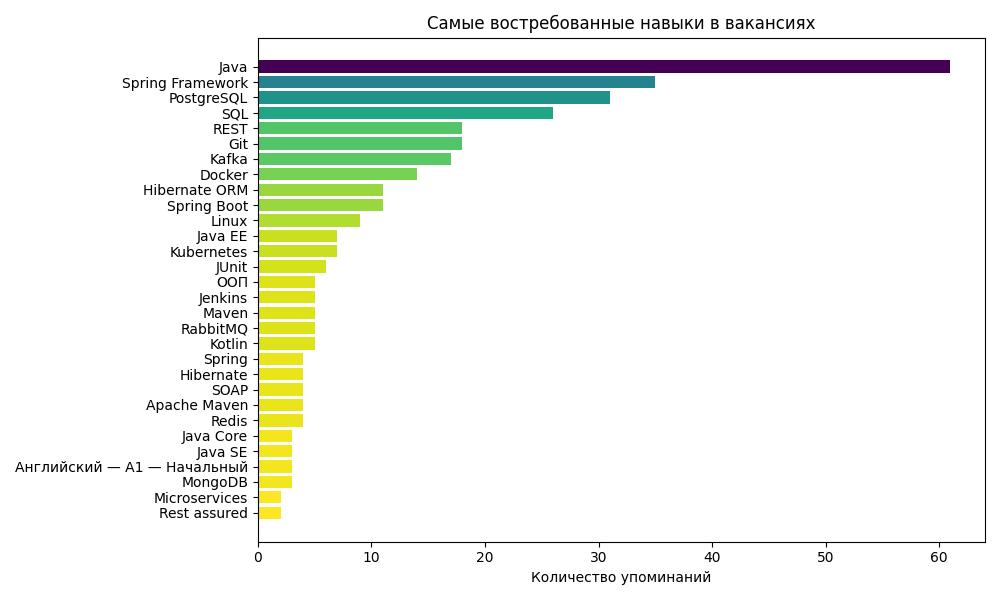 Самые востребованные навыки в вакансиях
Java
Spring Framework
PostgreSQL
SQL
REST
Git
Kafka
Docker
Hibernate ORM
Spring Boot
Linux
Java EE
Kubernetes
JUnit
ООП
Jenkins
Maven
RabbitMQ
Kotlin
Spring
Hibernate
SOAP
Apache Maven
Redis
Java Core
Java SE
Английский — A1 — Начальный
MongoDB
Microservices
Rest assured
0 10 20 30 40 50 60
Количество упоминаний